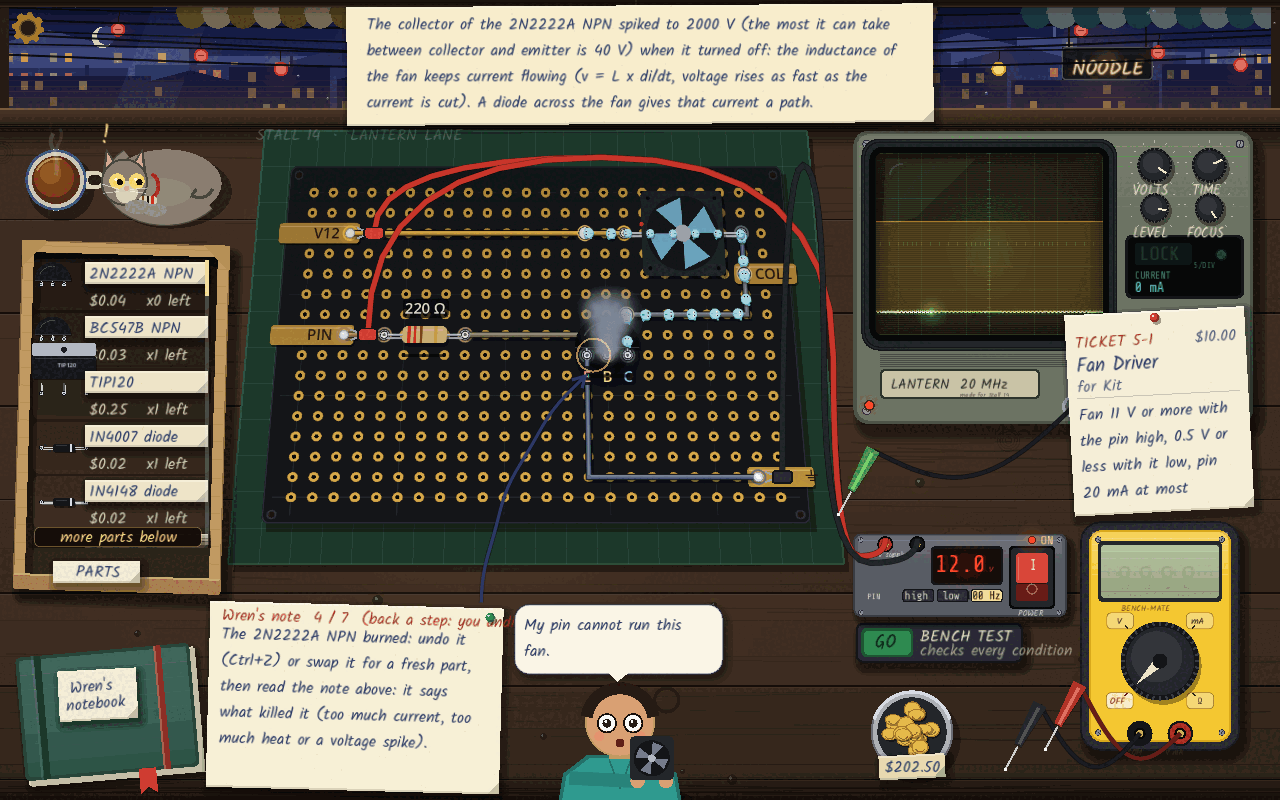 The collector of the 2N2222A NPN spiked to 2000 V (the most it can take
between collector and emitter is 40 V) when it turned off: the inductance of
the fan keeps current flowing (v = L x di/dt, voltage rises as fast as the
current is cut). A diode across the fan gives that current a path.
NOODLE
STALL 19 · LANTERN LANE
!
V12
COLL
220 Ω
PIN
B C
2N2222A NPN
$0.04 x0 left
BC547B NPN
0.03 x1 left
TIP120
TIP120
$0.25 x1 left
1N4007 diode
$0.02 x1 left
1N4148 diode
$0.02 x1 left
more parts below
PARTS
VOLTS TIME
LEVEL FOCUS
LOCK
S/DIV
CURRENT
0 mA
LANTERN 20 MHz
made for Stall 19
TICKET S-1 $10.00
Fan Driver
for Kit
Fan 11 V or more with
the pin high, 0.5 V or
less with it low, pin
20 mA at most
12.0 v
ON
I
PIN high low 00 Hz
POWER
GO BENCH TEST
checks every condition
BENCH-MATE
V mA
OFF Ω
Wren's
notebook
Wren's note 4 / 7 (back a step: you
The 2N2222A NPN burned: undo it
(Ctrl+Z) or swap it for a fresh part,
then read the note above: it says
what killed it (too much current, too
much heat or a voltage spike).
My pin cannot run this
fan.
$202.50